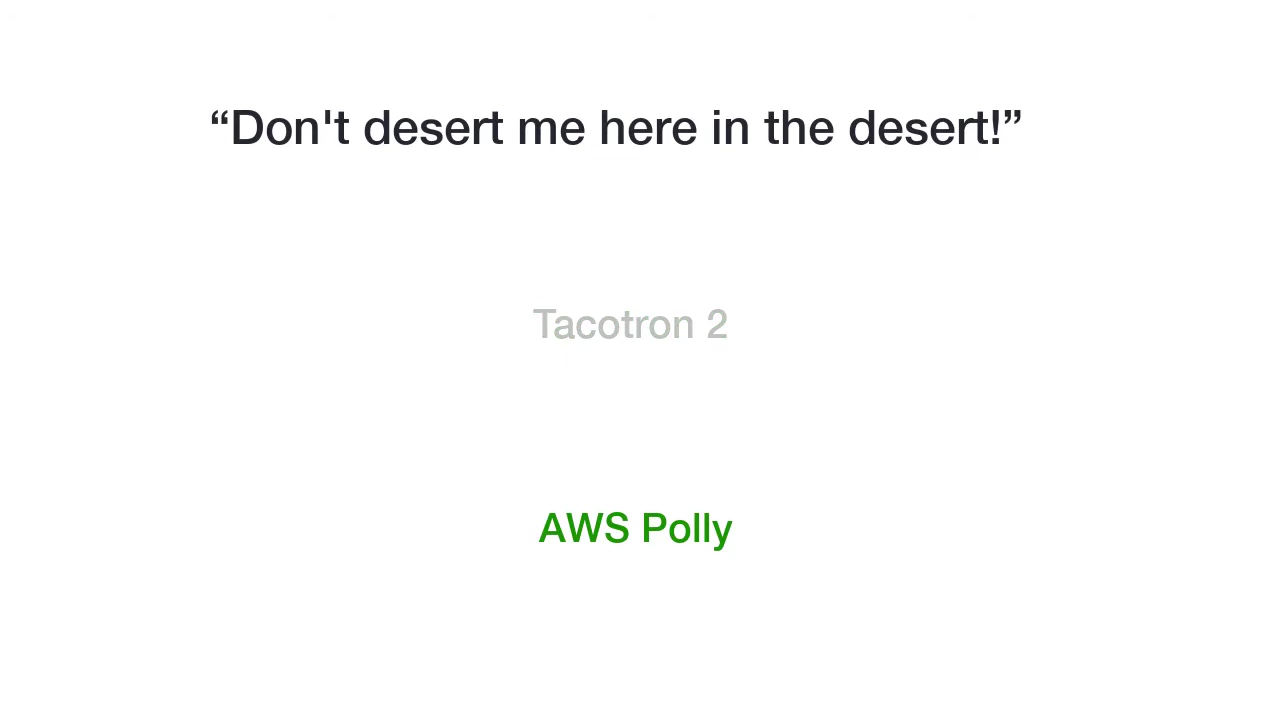 “Don't desert me here in the desert!”
Tacotron 2
AWS Polly